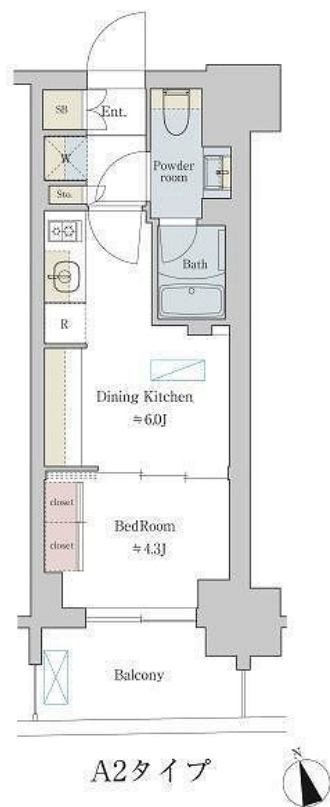 SB
Ent.
W
Sto.
Powder
room
Bath
R
Dining Kitchen
≒6.0J
closet
closet
BedRoom
≒4.3J
Balcony
A2タイプ
N